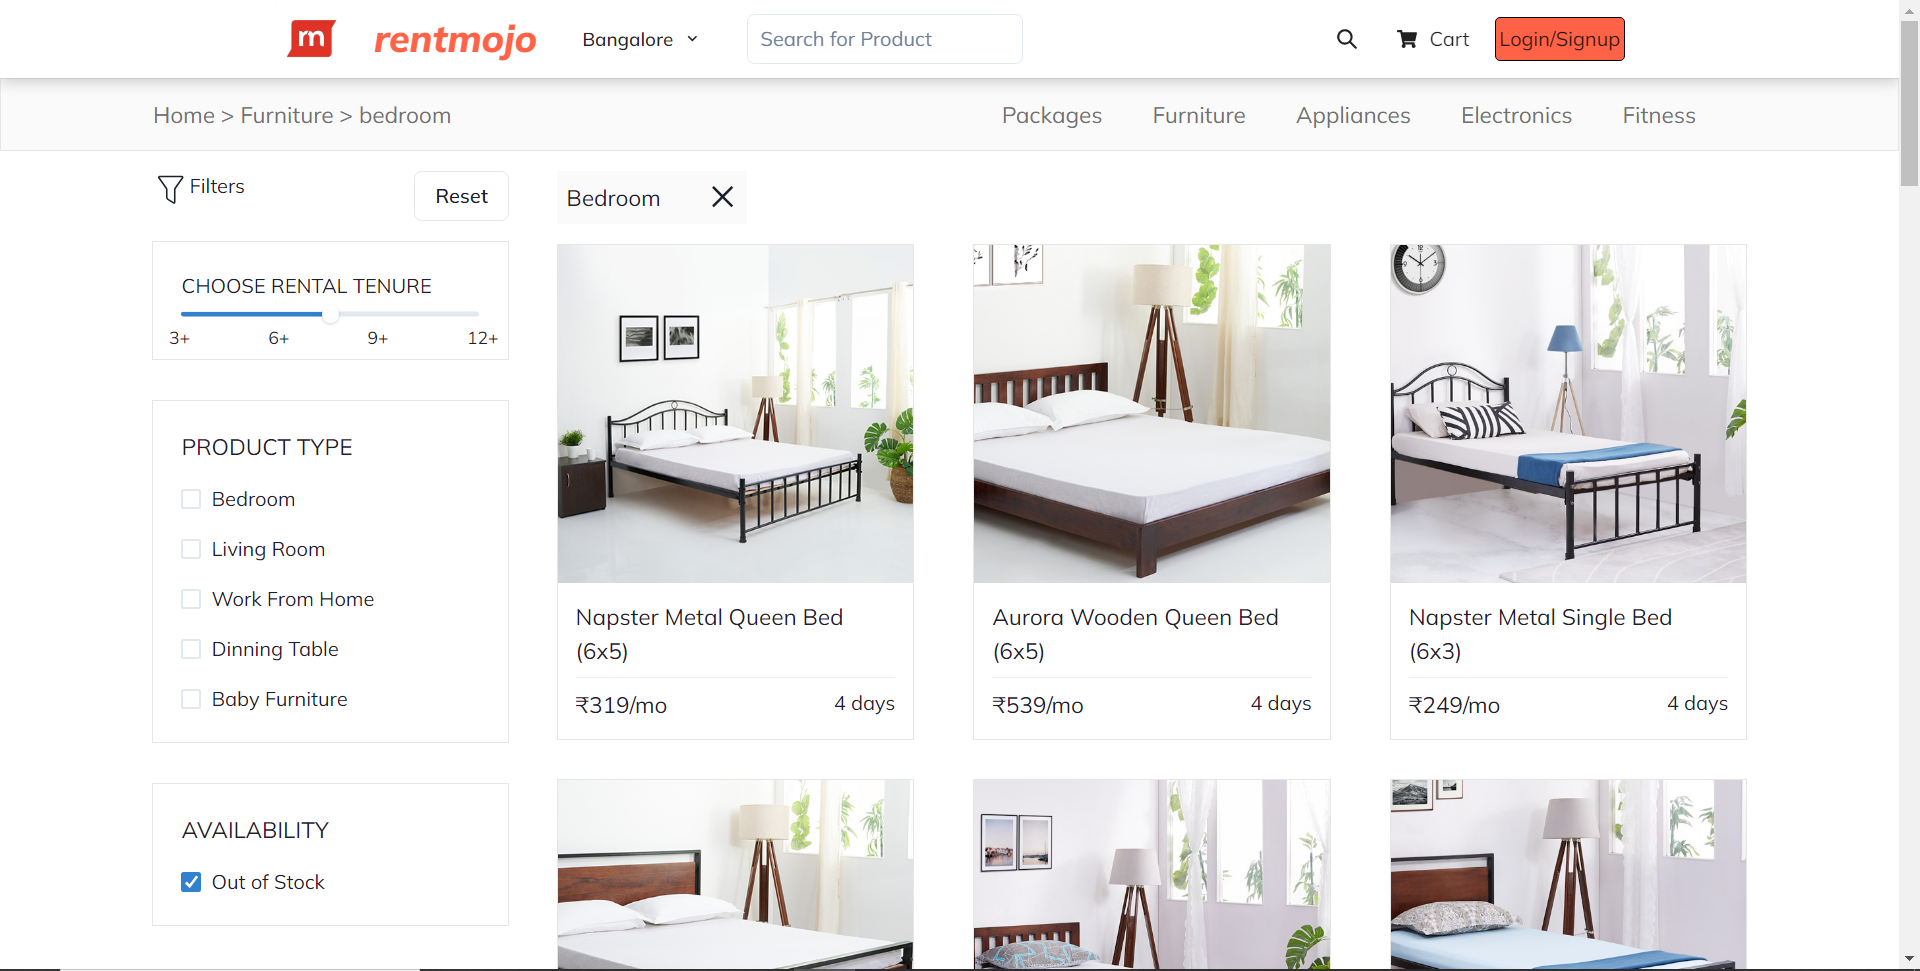 m rentmojo Bangalore Search for Product Cart Login/Signup
Home > Furniture > bedroom Packages Furniture Appliances Electronics Fitness
Filters Reset
Bedroom
CHOOSE RENTAL TENURE
3+ 6+ 9+ 12+
PRODUCT TYPE
Bedroom
Living Room
Work From Home
Dinning Table
Baby Furniture
AVAILABILITY
Out of Stock
Napster Metal Queen Bed
(6x5)
₹319/mo 4 days
Aurora Wooden Queen Bed
(6x5)
₹539/mo 4 days
Napster Metal Single Bed
(6x3)
₹249/mo 4 days